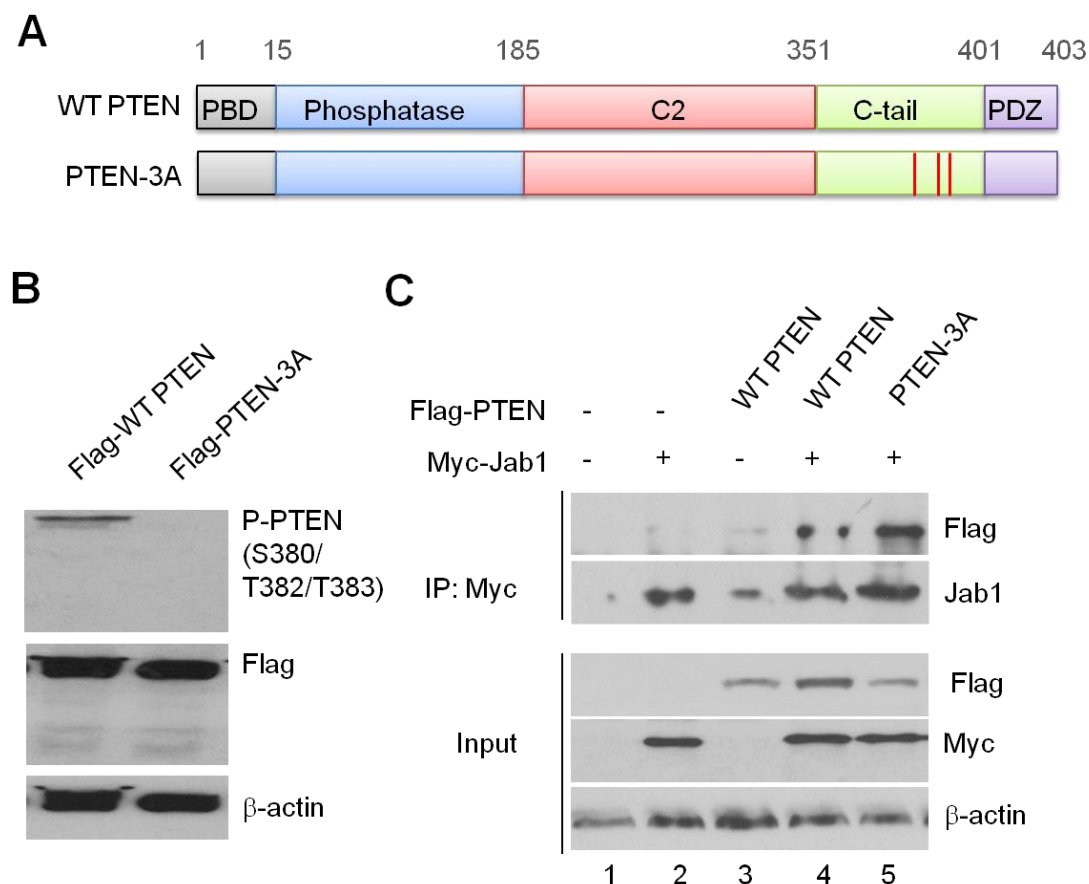 A
1 15 185 351 401 403
WT PTEN PBD Phosphatase C2 C-tail PDZ
PTEN-3A
B
Flag-WT PTEN
Flag-PTEN-3A
P-PTEN
(S380/
T382/T383)
Flag
β-actin
C
WT PTEN WT PTEN PTEN-3A
Flag-PTEN - -
Myc-Jab1 - + - + +
IP: Myc
Flag
Jab1
Input
Flag
Myc
β-actin
1 2 3 4 5